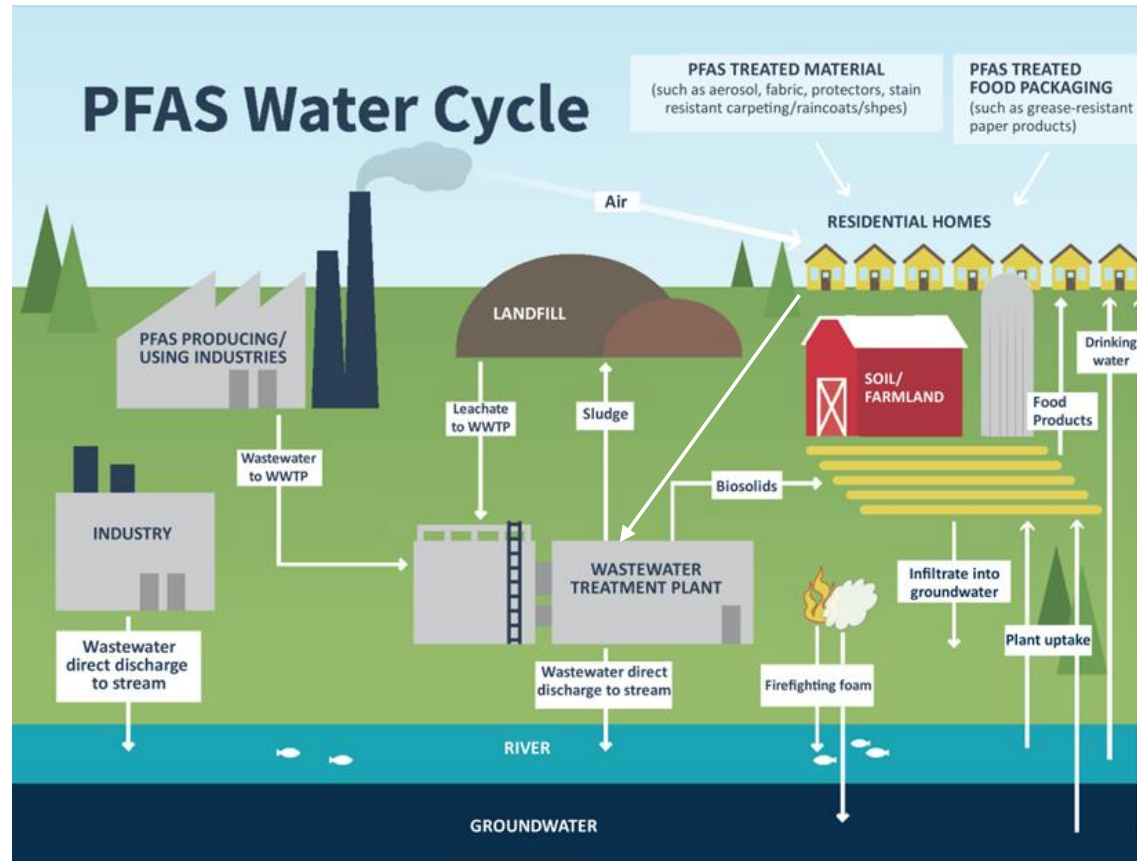 PFAS Water Cycle
PFAS TREATED MATERIAL
(such as aerosol, fabric, protectors, stain
resistant carpeting/raincoats/shpes)
PFAS TREATED
FOOD PACKAGING
(such as grease-resistant
paper products)
Air
RESIDENTIAL HOMES
LANDFILL
PFAS PRODUCING/
USING INDUSTRIES
Drinking
water
SOIL/
FARMLAND
Leachate
to WWTP
Sludge
Food
Products
Wastewater
to WWTP
Biosolids
INDUSTRY
WASTEWATER
TREATMENT PLANT
Infiltrate into
groundwater
Wastewater
direct discharge
to stream
Wastewater direct
discharge to stream
Firefighting foam
Plant uptake
RIVER
GROUNDWATER